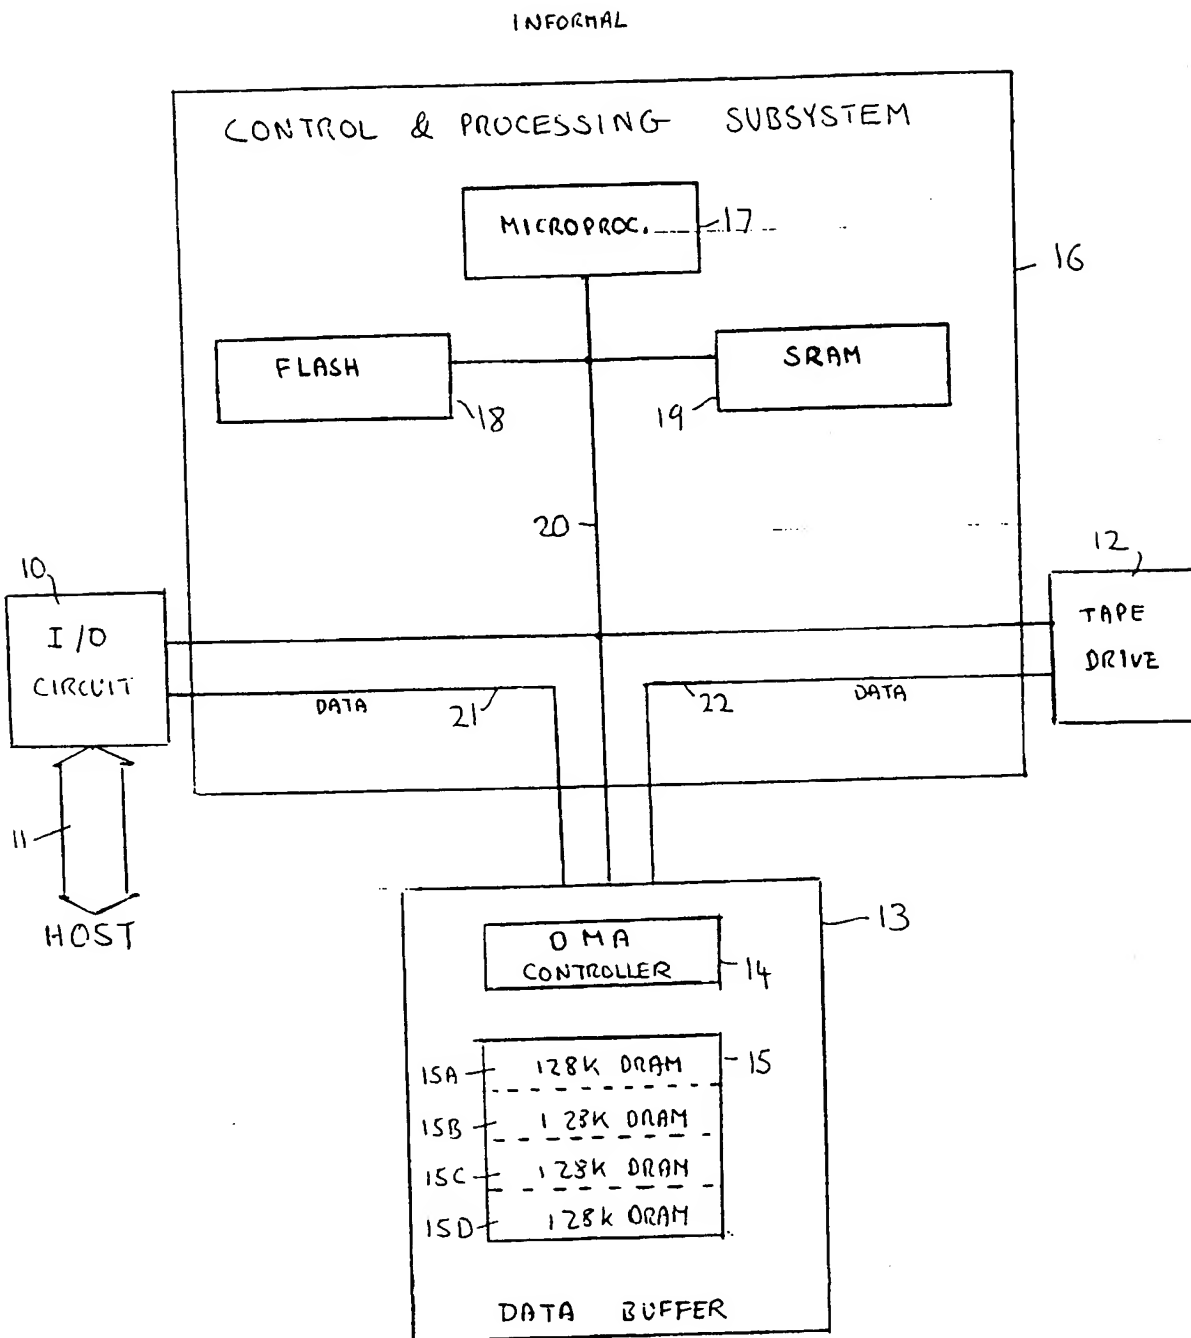 INFORMAL
CONTROL & PROCESSING SUBSYSTEM
MICROPROC.
17
16
FLASH
18
SRAM
19
20
10
I/O
CIRCUIT
12
TAPE
DRIVE
DATA
21
22
DATA
11
HOST
13
DMA
CONTROLLER
14
15A
128K DRAM
15
15B
128K DRAM
15C
128K DRAM
15D
128K DRAM
DATA BUFFER